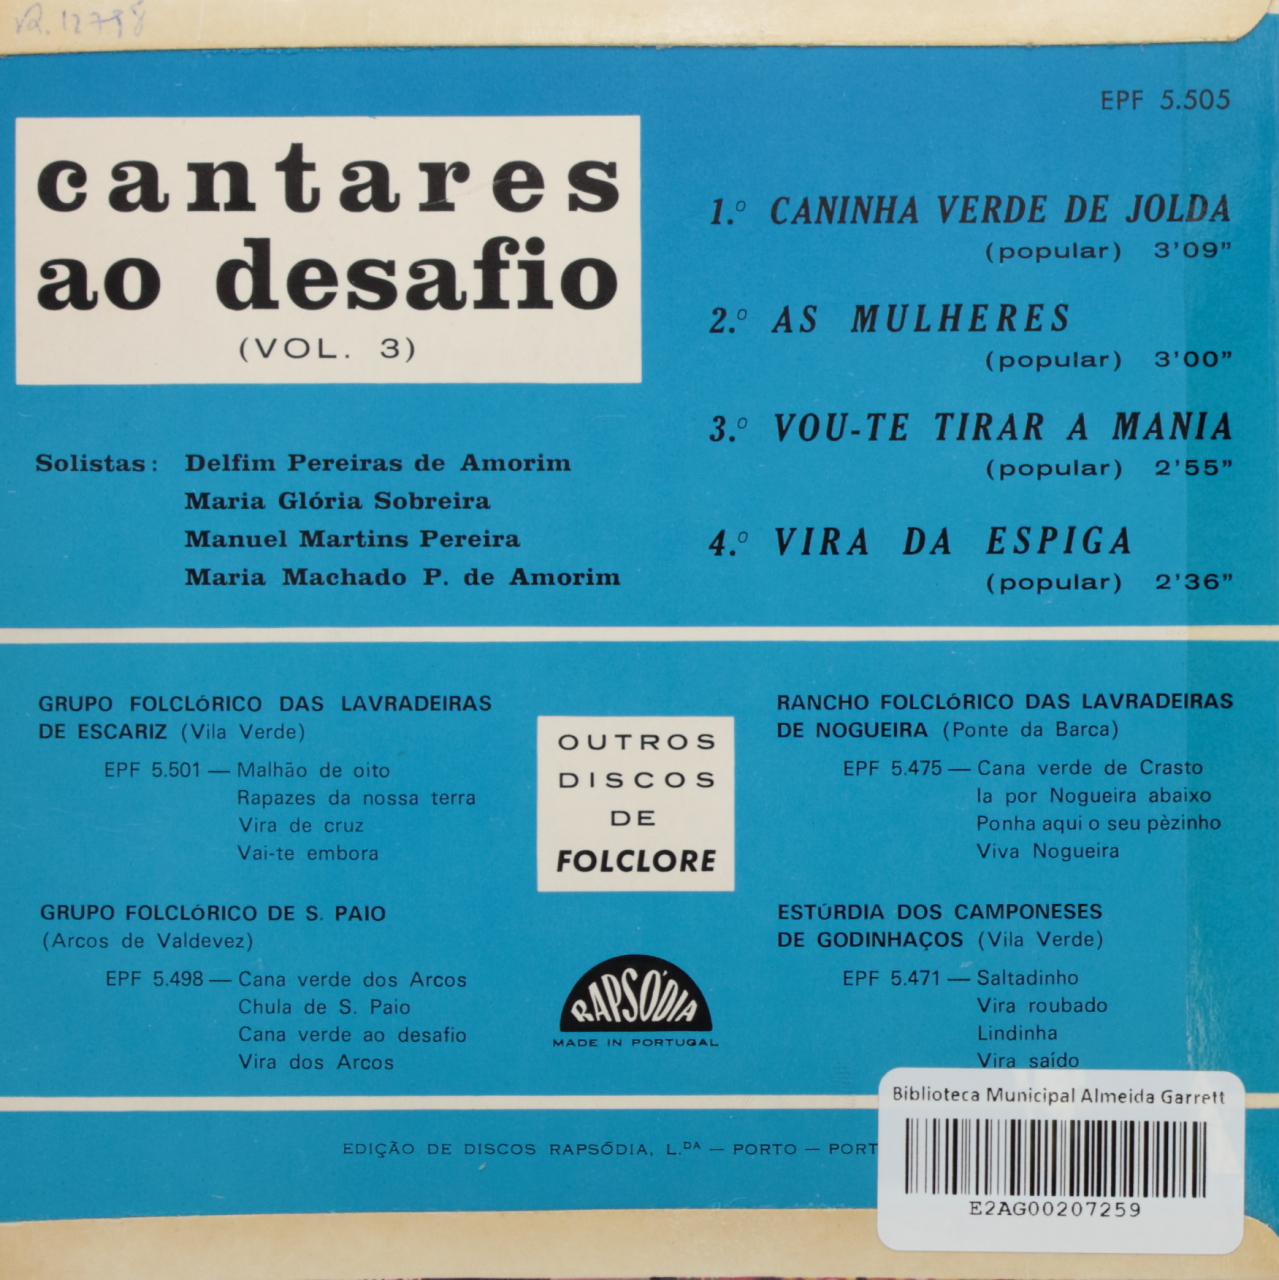 EPF 5.505
cantares
ao desafio
(VOL. 3)
Solistas: Delfim Pereiras de Amorim
Maria Glória Sobreira
Manuel Martins Pereira
Maria Machado P. de Amorim
1.º CANINHA VERDE DE JOLDA
(popular) 3'09"
2.º AS MULHERES
(popular) 3'00"
3.º VOU-TE TIRAR A MANIA
(popular) 2'55"
4.º VIRA DA ESPIGA
(popular) 2'36"
GRUPO FOLCLÓRICO DAS LAVRADEIRAS
DE ESCARIZ (Vila Verde)
EPF 5.501 — Malhão de oito
Rapazes da nossa terra
Vira de cruz
Vai-te embora
GRUPO FOLCLÓRICO DE S. PAIO
(Arcos de Valdevez)
EPF 5.498 — Cana verde dos Arcos
Chula de S. Paio
Cana verde ao desafio
Vira dos Arcos
OUTROS
DISCOS
DE
FOLCLORE
RAPSÓDIA
MADE IN PORTUGAL
RANCHO FOLCLÓRICO DAS LAVRADEIRAS
DE NOGUEIRA (Ponte da Barca)
EPF 5.475 — Cana verde de Crasto
Ia por Nogueira abaixo
Ponha aqui o seu pèzinho
Viva Nogueira
ESTÚRDIA DOS CAMPONESES
DE GODINHAÇOS (Vila Verde)
EPF 5.471 — Saltadinho
Vira roubado
Lindinha
Vira saído
EDIÇÃO DE DISCOS RAPSÓDIA, L.DA — PORTO — PORT
Biblioteca Municipal Almeida Garrett
E2AG00207259